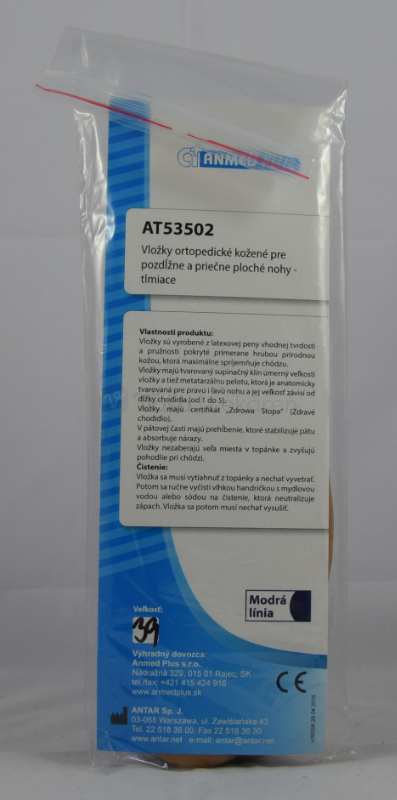 ANMED
AT53502
Vložky ortopedické kožené pre
pozdĺžne a priečne ploché nohy -
tlmiace
Vlastnosti produktu:
Vložky sú vyrobené z latexovej peny vhodnej tvrdosti
a pružnosti pokryté primerane hrubou prírodnou
kožou, ktorá maximálne spríjemňuje chôdzu.
Vložky majú tvarovaný supinačný klin úmerný veľkosti
vložky a tiež metatarzálnu pelotu, ktorá je anatomicky
tvarovaná pre pravú i ľavú nohu a jej veľkosť závisí od
dĺžky chodidla (od 1 do 5).
Vložky majú certifikát „Zdrowa Stopa" (Zdravé
chodidlo).
V pätovej časti majú prehĺbenie, ktoré stabilizuje pätu
a absorbuje nárazy.
Vložky nezaberajú veľa miesta v topánke a zvyšujú
pohodlie pri chôdzi.
Čistenie:
Vložka sa musí vytiahnuť z topánky a nechať vyvetrať.
Potom sa ručne vyčistí vlhkou handričkou s mydlovou
vodou alebo sódou na čistenie, ktorá neutralizuje
zápach. Vložka sa potom musí nechať vysušiť.
Modrá
línia
Veľkosť:
39
Výhradný dovozca:
Anmed Plus s.r.o.
Nádražná 329, 015 01 Rajec, SK
tel./fax: +421 415 424 916
www.anmedplus.sk
CE
ANTAR Sp. J.
03-068 Warszawa, ul. Zawiślańska 43
Tel. 22 518 36 00, Fax 22 518 36 30
www.antar.net e-mail: antar@antar.net